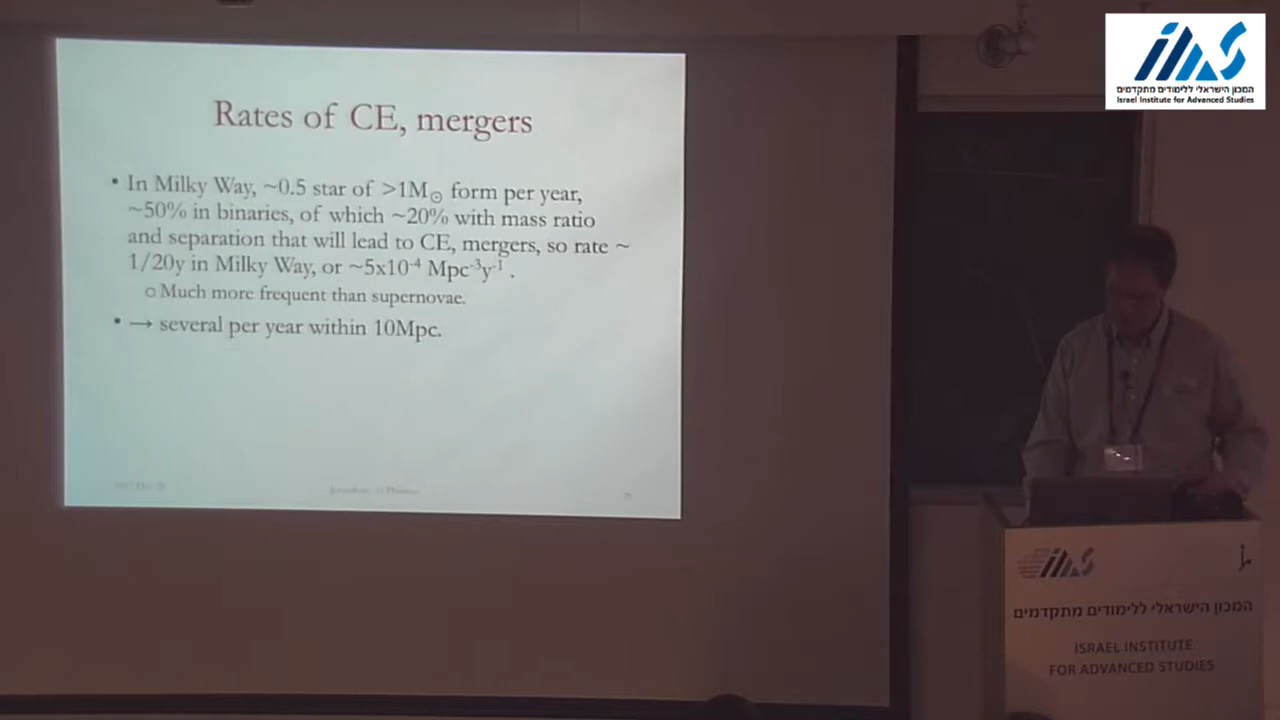 Rates of CE, mergers
• In Milky Way, ~0.5 star of >1M☉ form per year,
~50% in binaries, of which ~20% with mass ratio
and separation that will lead to CE, mergers, so rate ~
1/20y in Milky Way, or ~5x10⁻⁴ Mpc⁻³y⁻¹ .
o Much more frequent than supernovae.
• → several per year within 10Mpc.
ias
המכון הישראלי ללימודים מתקדמים
Israel Institute for Advanced Studies
ias
המכון הישראלי ללימודים מתקדמים
ISRAEL INSTITUTE
FOR ADVANCED STUDIES